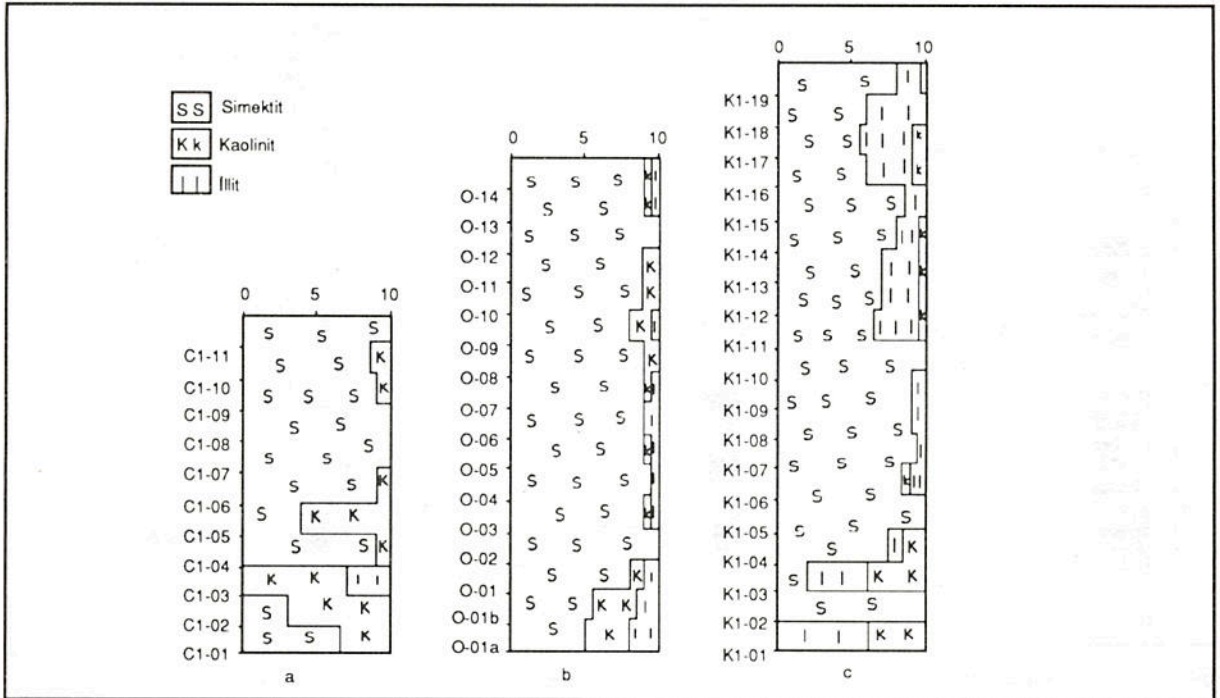 S S Simektit
K k Kaolinit
I I İllit
0 5 10
C1-11
C1-10
C1-09
C1-08
C1-07
C1-06
C1-05
C1-04
C1-03
C1-02
C1-01
a
0 5 10
O-14
O-13
O-12
O-11
O-10
O-09
O-08
O-07
O-06
O-05
O-04
O-03
O-02
O-01
O-01b
O-01a
b
0 5 10
K1-19
K1-18
K1-17
K1-16
K1-15
K1-14
K1-13
K1-12
K1-11
K1-10
K1-09
K1-08
K1-07
K1-06
K1-05
K1-04
K1-03
K1-02
K1-01
c